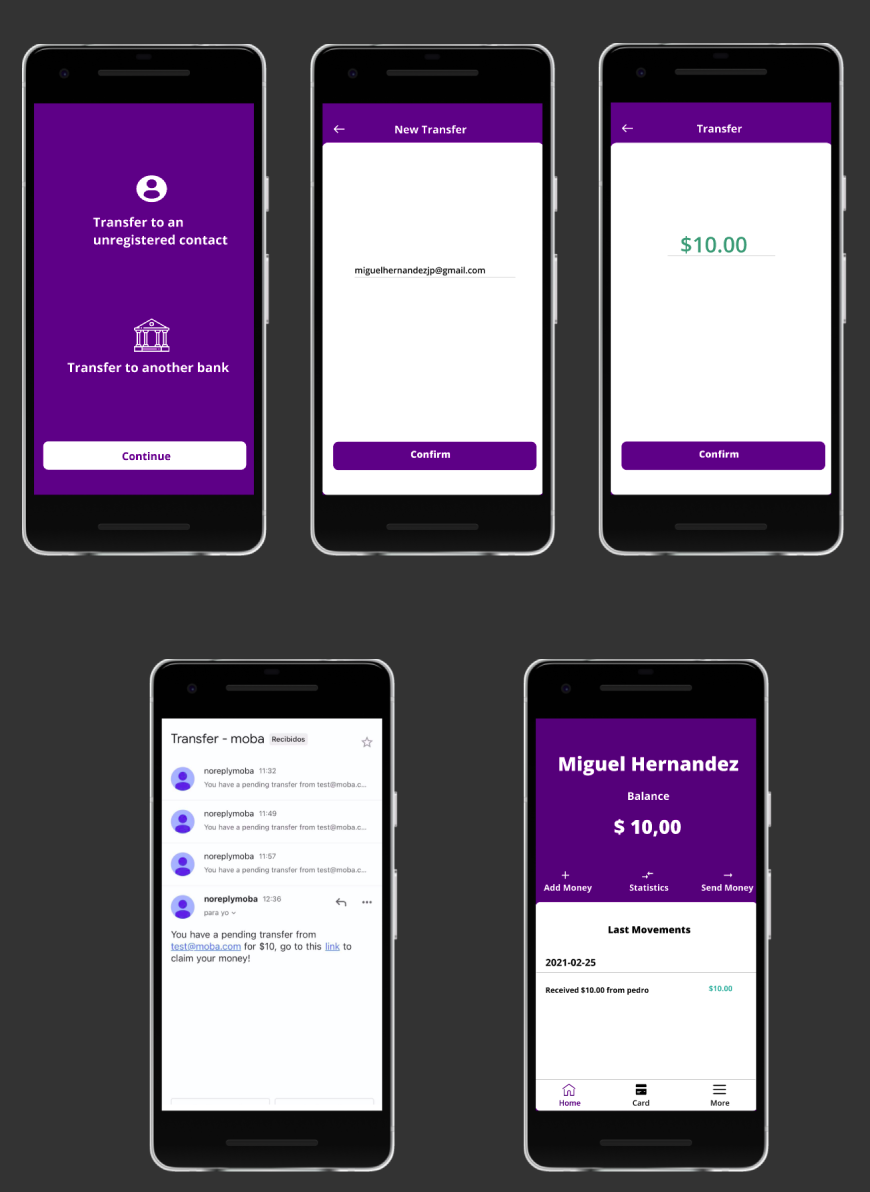 Transfer to an
unregistered contact
Transfer to another bank
Continue
New Transfer
miguelhernandezjp@gmail.com
Confirm
Transfer
$10.00
Confirm
Transfer - moba Recibidos
noreplymoba 11:32
You have a pending transfer from test@moba.c...
noreplymoba 11:49
You have a pending transfer from test@moba.c...
noreplymoba 11:57
You have a pending transfer from test@moba.c...
noreplymoba 12:36
para yo
You have a pending transfer from
test@moba.com for $10, go to this link to
claim your money!
Miguel Hernandez
Balance
$ 10,00
Add Money Statistics Send Money
Last Movements
2021-02-25
Received $10.00 from pedro $10.00
Home Card More